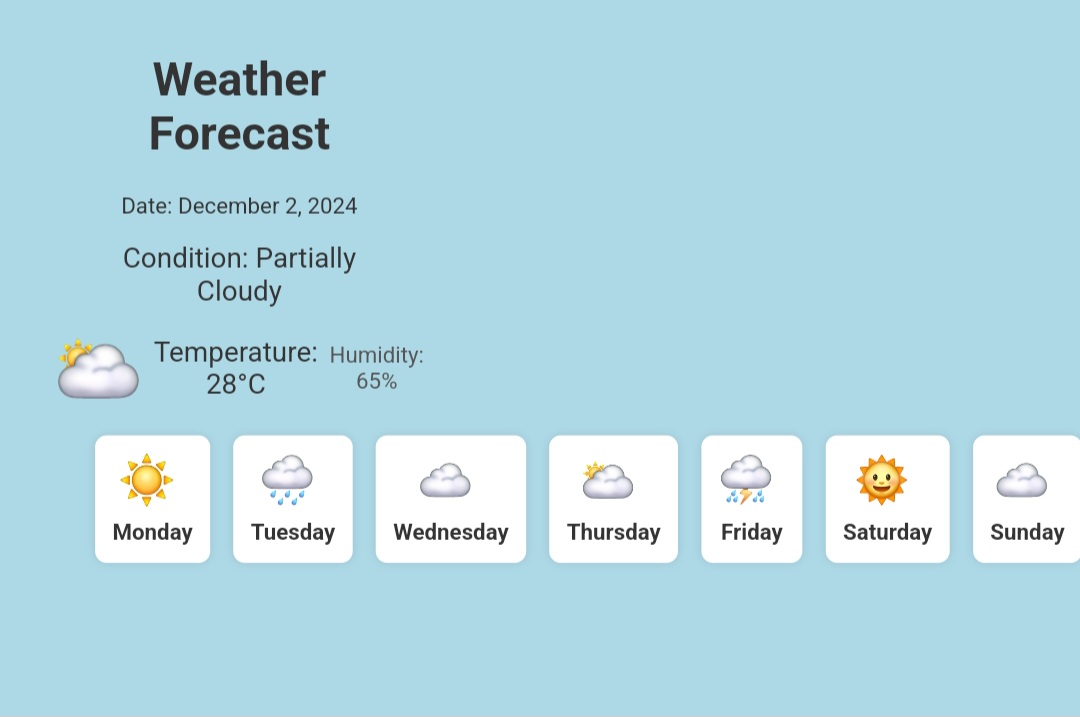 Weather
Forecast
Date: December 2, 2024
Condition: Partially
Cloudy
Temperature:
28°C
Humidity:
65%
Monday
Tuesday
Wednesday
Thursday
Friday
Saturday
Sunday